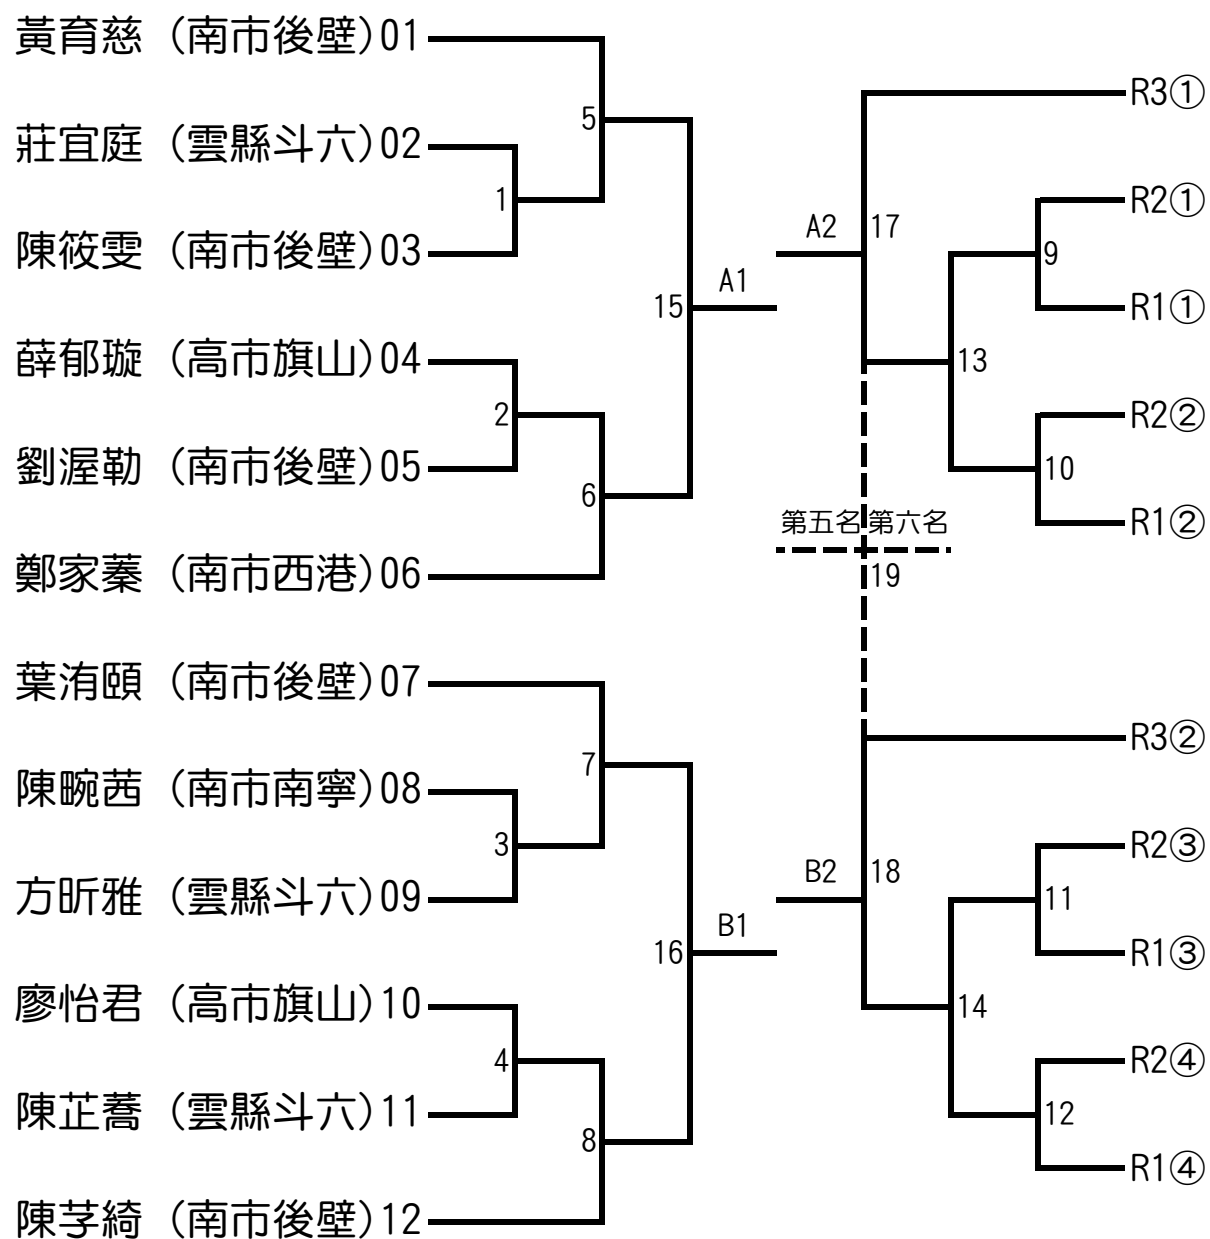 黃育慈 (南市後壁)01
R3①
5
莊宜庭 (雲縣斗六)02
1
R2①
陳筱雯 (南市後壁)03
A2 17
9
A1
15
R1①
薛郁璇 (高市旗山)04
13
2
R2②
劉渥勒 (南市後壁)05
10
6
第五名 第六名
R1②
鄭家蓁 (南市西港)06
19
葉洧頤 (南市後壁)07
R3②
7
陳畹茜 (南市南寧)08
3
R2③
方昕雅 (雲縣斗六)09
B2 18
11
B1
16
R1③
廖怡君 (高市旗山)10
14
4
R2④
陳芷蕎 (雲縣斗六)11
12
8
R1④
陳芓綺 (南市後壁)12